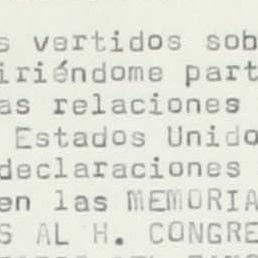 s vertidos sob
iriéndome part
as relaciones
Estados Unido
declaraciones
en las MEMORIA
S AL H. CONGRE